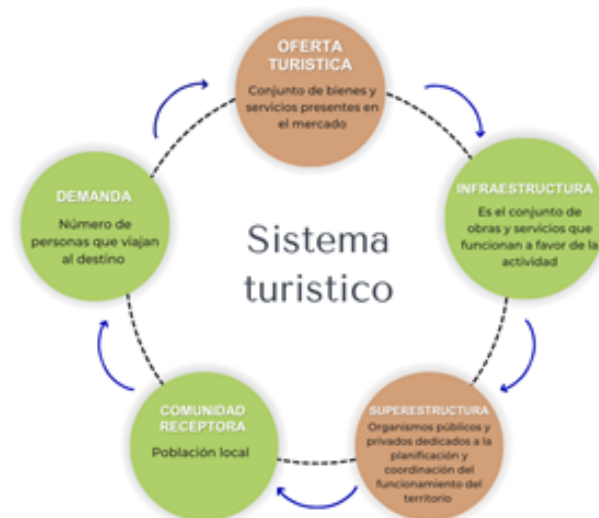 OFERTA
TURISTICA
Conjunto de bienes y
servicios presentes en
el mercado
INFRAESTRUCTURA
Es el conjunto de
obras y servicios que
funcionan a favor de la
actividad
SUPERESTRUCTURA
Organismos públicos y
privados dedicados a la
planificación y
coordinación del
funcionamiento del
territorio
COMUNIDAD
RECEPTORA
Población local
DEMANDA
Número de
personas que viajan
al destino
Sistema
turistico